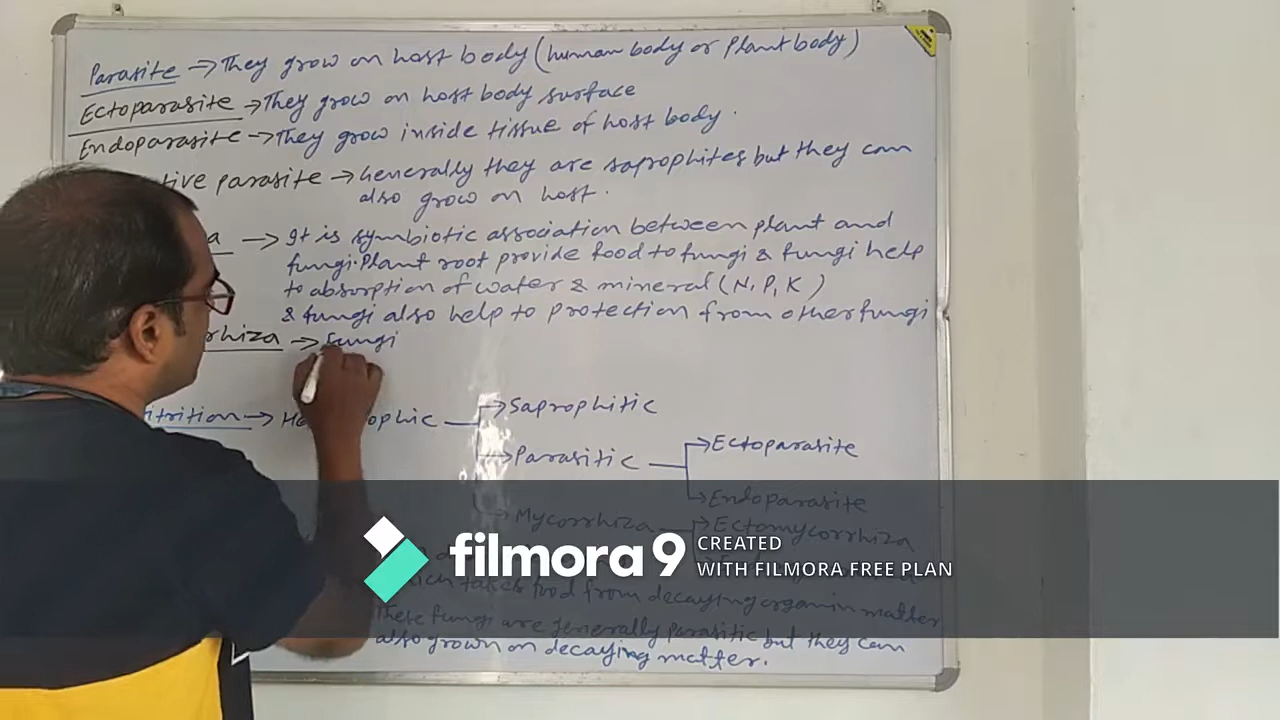 Parasite → They grow on host body (human body or Plant body)
Ectoparasite → They grow on host body surface
Endoparasite → They grow inside tissue of host body.
tive parasite → Generally they are saprophites but they can
also grow on host.
a → It is symbiotic association between plant and
fungi. Plant root provide food to fungi & fungi help
to absorption of water & mineral (N, P, K)
& fungi also help to protection from other fungi
rhiza → Fungi
trition → ophic
Saprophitic
Parasitic
Ectoparasite
Endoparasite
Mycorrhiza
Ectomycorrhiza
filmora 9 CREATED
WITH FILMORA FREE PLAN
takes food from decaying organin matter
These fungi are generally parasitic but they can
also grown on decaying matter.